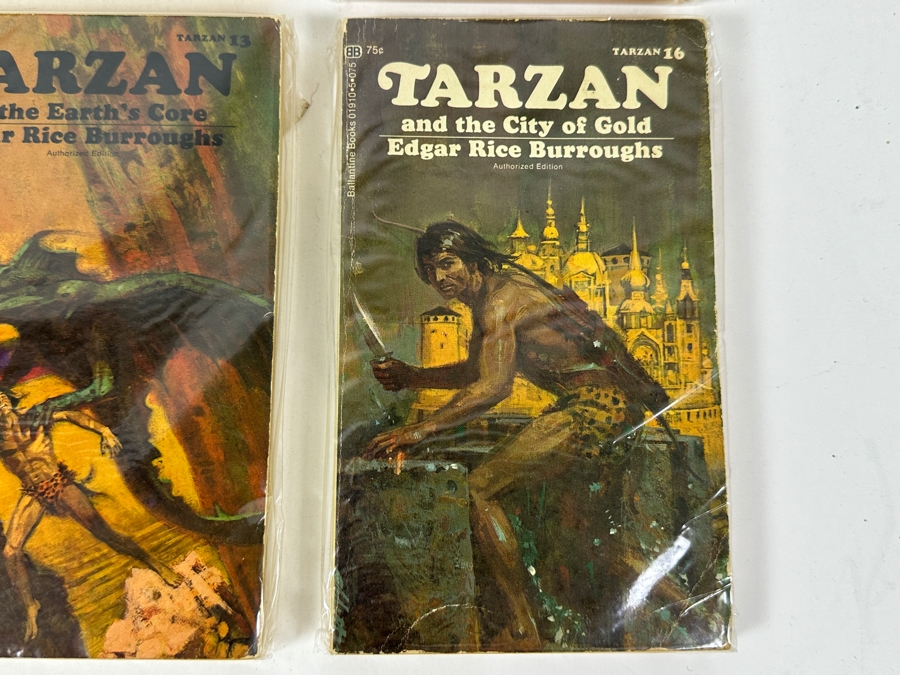 TARZAN 13
ARZAN
the Earth's Core
r Rice Burroughs
Authorized Edition
BB 75¢
TARZAN 16
TARZAN
and the City of Gold
Edgar Rice Burroughs
Authorized Edition
Ballantine Books 01910•5•075